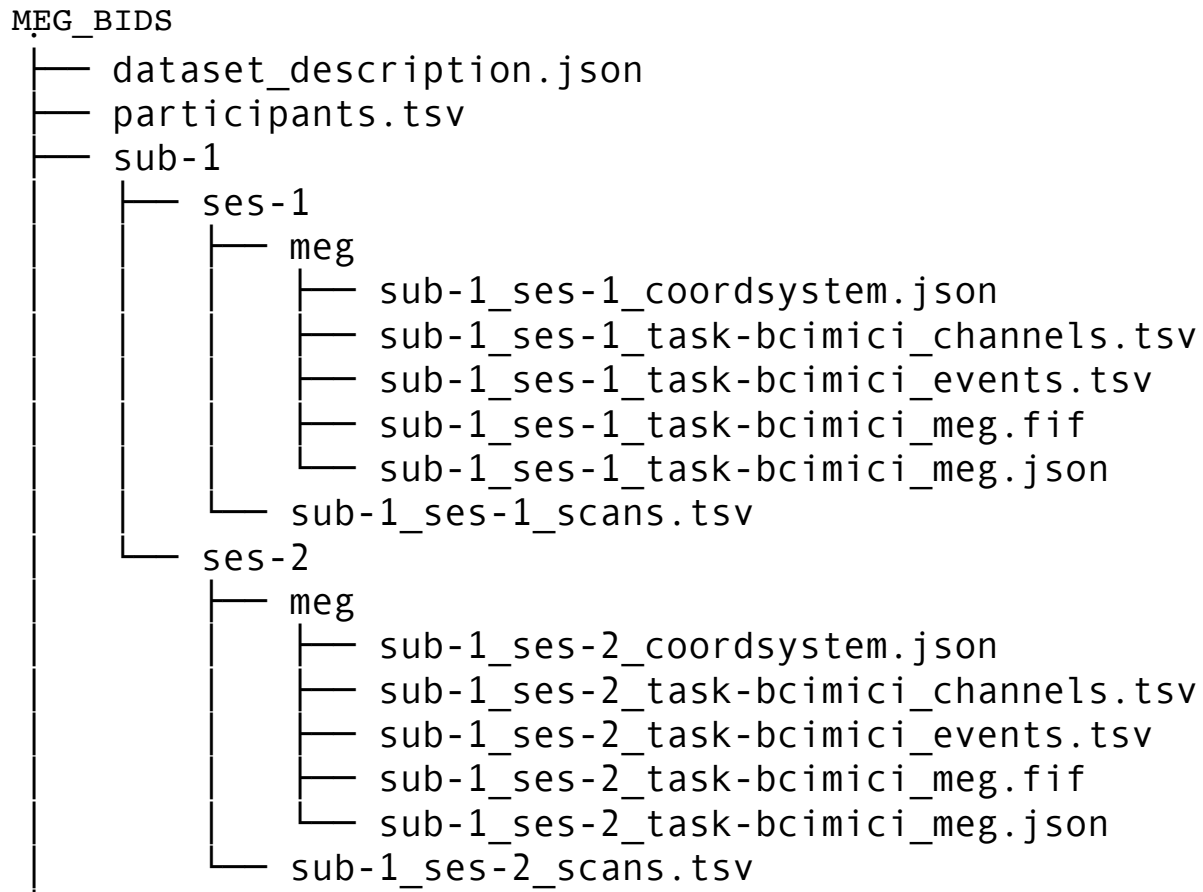 MEG_BIDS
dataset_description.json
participants.tsv
sub-1
ses-1
meg
sub-1_ses-1_coordsystem.json
sub-1_ses-1_task-bcimici_channels.tsv
sub-1_ses-1_task-bcimici_events.tsv
sub-1_ses-1_task-bcimici_meg.fif
sub-1_ses-1_task-bcimici_meg.json
sub-1_ses-1_scans.tsv
ses-2
meg
sub-1_ses-2_coordsystem.json
sub-1_ses-2_task-bcimici_channels.tsv
sub-1_ses-2_task-bcimici_events.tsv
sub-1_ses-2_task-bcimici_meg.fif
sub-1_ses-2_task-bcimici_meg.json
sub-1_ses-2_scans.tsv